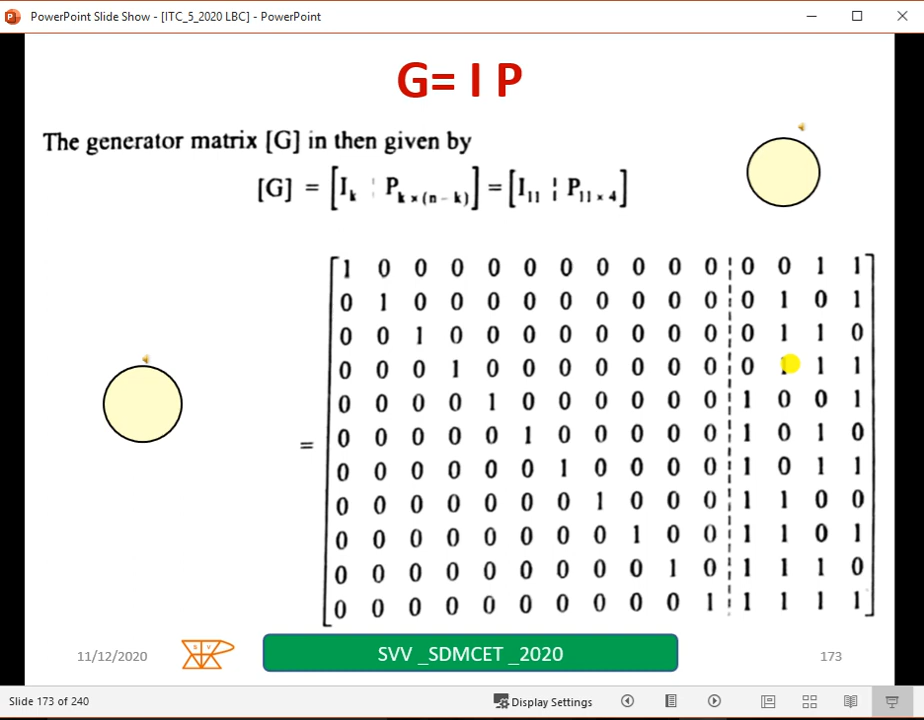 PowerPoint Slide Show - [ITC_5_2020 LBC] - PowerPoint
G= I P
The generator matrix [G] in then given by
[G] = [I_k ¦ P_{k × (n – k)}] = [I_{11} ¦ P_{11 × 4}]
1 0 0 0 0 0 0 0 0 0 0 ¦ 0 0 1 1
0 1 0 0 0 0 0 0 0 0 0 ¦ 0 1 0 1
0 0 1 0 0 0 0 0 0 0 0 ¦ 0 1 1 0
0 0 0 1 0 0 0 0 0 0 0 ¦ 0 1 1 1
0 0 0 0 1 0 0 0 0 0 0 ¦ 1 0 0 1
= 0 0 0 0 0 1 0 0 0 0 0 ¦ 1 0 1 0
0 0 0 0 0 0 1 0 0 0 0 ¦ 1 0 1 1
0 0 0 0 0 0 0 1 0 0 0 ¦ 1 1 0 0
0 0 0 0 0 0 0 0 1 0 0 ¦ 1 1 0 1
0 0 0 0 0 0 0 0 0 1 0 ¦ 1 1 1 0
0 0 0 0 0 0 0 0 0 0 1 ¦ 1 1 1 1
11/12/2020
S V
SVV _SDMCET _2020
173
Slide 173 of 240
Display Settings